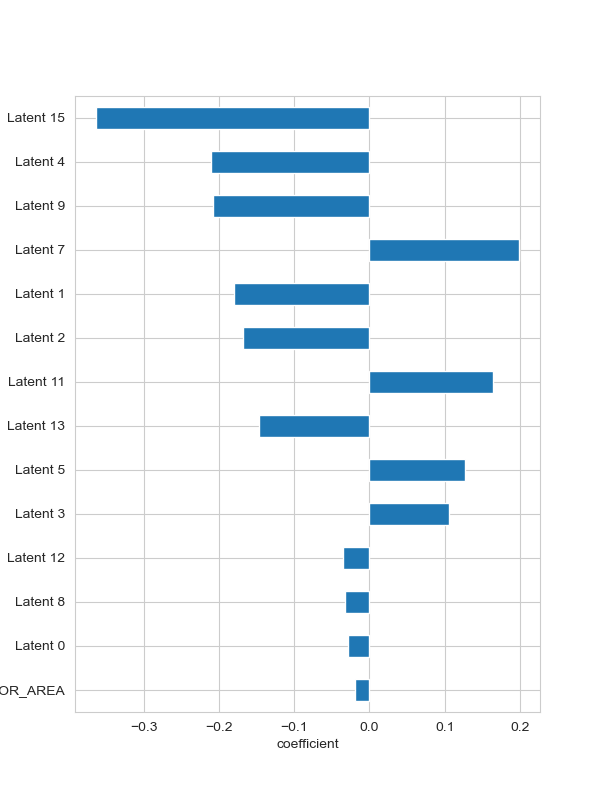 Latent 15
Latent 4
Latent 9
Latent 7
Latent 1
Latent 2
Latent 11
Latent 13
Latent 5
Latent 3
Latent 12
Latent 8
Latent 0
OR_AREA
−0.3 −0.2 −0.1 0.0 0.1 0.2
coefficient